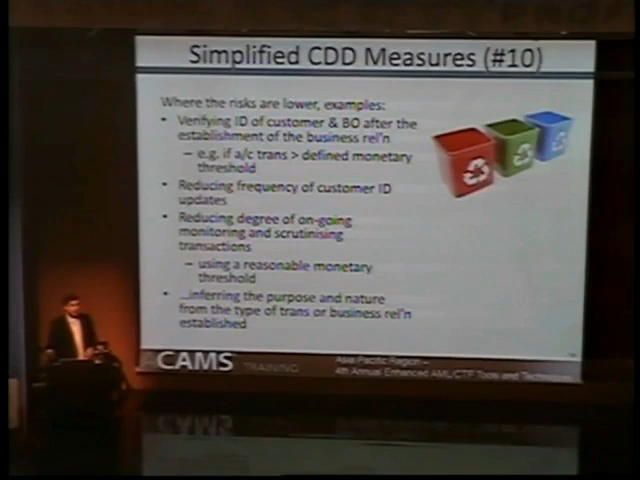 Simplified CDD Measures (#10)
Where the risks are lower, examples:
• Verifying ID of customer & BO after the
establishment of the business rel'n
– e.g. if a/c trans > defined monetary
threshold
• Reducing frequency of customer ID
updates
• Reducing degree of on-going
monitoring and scrutinising
transactions
– using a reasonable monetary
threshold
• ...inferring the purpose and nature
from the type of trans or business rel'n
established
ACAMS TRAINING
Asia Pacific Region –
4th Annual Enhanced AML/CTF Tools and Techniques